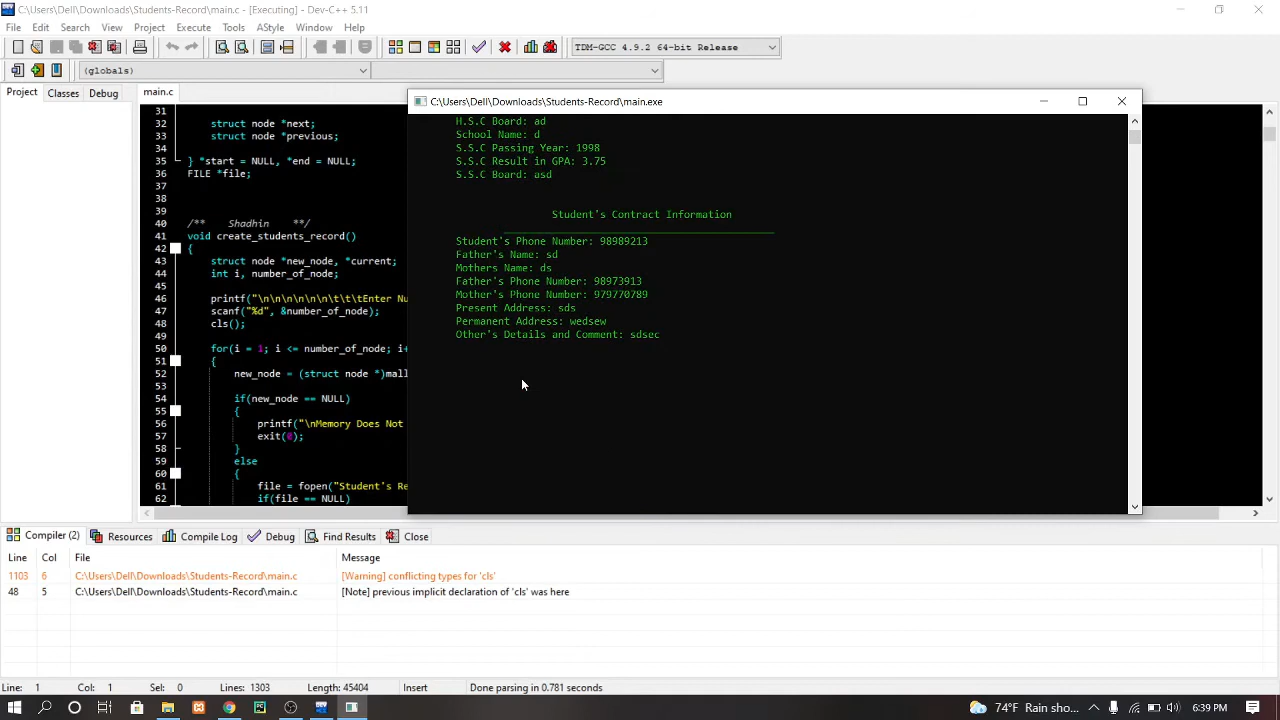 C:\Users\Dell\Downloads\Students-Record\main.c - [Executing] - Dev-C++ 5.11
File Edit Search View Project Execute Tools AStyle Window Help
TDM-GCC 4.9.2 64-bit Release
(globals)
Project Classes Debug main.c
C:\Users\Dell\Downloads\Students-Record\main.exe
31
32 struct node *next;
33 struct node *previous;
34
35 } *start = NULL, *end = NULL;
36 FILE *file;
37
38
39
40 /** Shadhin **/
41 void create_students_record()
42 {
43 struct node *new_node, *current;
44 int i, number_of_node;
45
46 printf("\n\n\n\n\n\t\t\tEnter Nu
47 scanf("%d", &number_of_node);
48 cls();
49
50 for(i = 1; i <= number_of_node; i+
51 {
52 new_node = (struct node *)mall
53
54 if(new_node == NULL)
55 {
56 printf("\nMemory Does Not
57 exit(0);
58 }
59 else
60 {
61 file = fopen("Student's Re
62 if(file == NULL)
H.S.C Board: ad
School Name: d
S.S.C Passing Year: 1998
S.S.C Result in GPA: 3.75
S.S.C Board: asd
Student's Contract Information
Student's Phone Number: 98989213
Father's Name: sd
Mothers Name: ds
Father's Phone Number: 98973913
Mother's Phone Number: 979770789
Present Address: sds
Permanent Address: wedsew
Other's Details and Comment: sdsec
Compiler (2) Resources Compile Log Debug Find Results Close
Line Col File Message
1103 6 C:\Users\Dell\Downloads\Students-Record\main.c [Warning] conflicting types for 'cls'
48 5 C:\Users\Dell\Downloads\Students-Record\main.c [Note] previous implicit declaration of 'cls' was here
Line: 1 Col: 1 Sel: 0 Lines: 1303 Length: 45404 Insert Done parsing in 0.781 seconds
74°F Rain sho... 6:39 PM